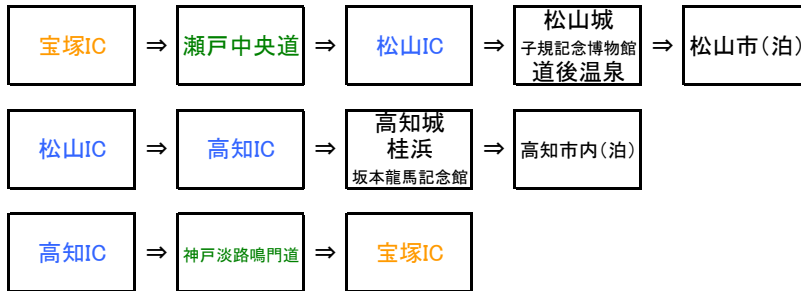 宝塚IC ⇒ 瀬戸中央道 ⇒ 松山IC ⇒ 松山城
子規記念博物館
道後温泉 ⇒ 松山市(泊)
松山IC ⇒ 高知IC ⇒ 高知城
桂浜
坂本龍馬記念館 ⇒ 高知市内(泊)
高知IC ⇒ 神戸淡路鳴門道 ⇒ 宝塚IC